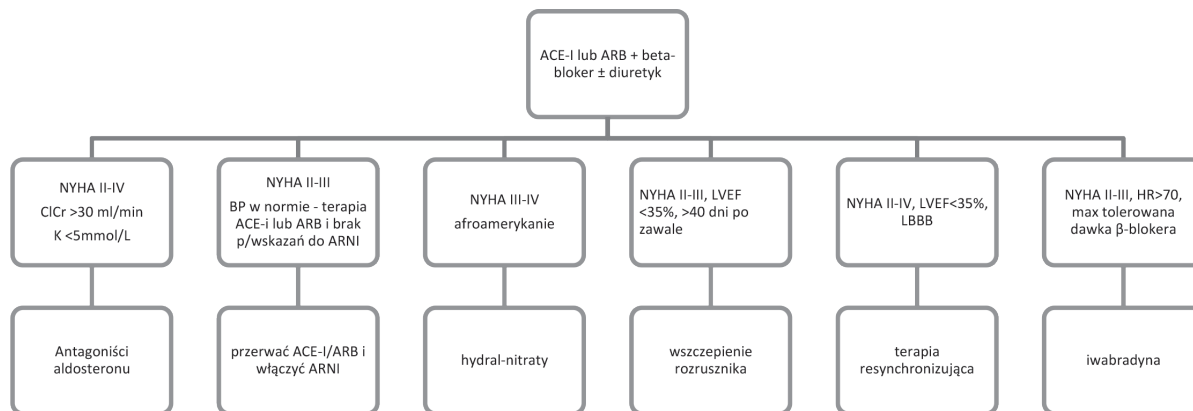 ACE-I lub ARB + beta-
bloker ± diuretyk
NYHA II-IV
ClCr >30 ml/min
K <5mmol/L
NYHA II-III
BP w normie - terapia
ACE-i lub ARB i brak
p/wskazań do ARNI
NYHA III-IV
afroamerykanie
NYHA II-III, LVEF
<35%, >40 dni po
zawale
NYHA II-IV, LVEF<35%,
LBBB
NYHA II-III, HR>70,
max tolerowana
dawka β-blokera
Antagoniści
aldosteronu
przerwać ACE-I/ARB i
włączyć ARNI
hydral-nitraty
wszczepienie
rozrusznika
terapia
resynchronizująca
iwabradyna